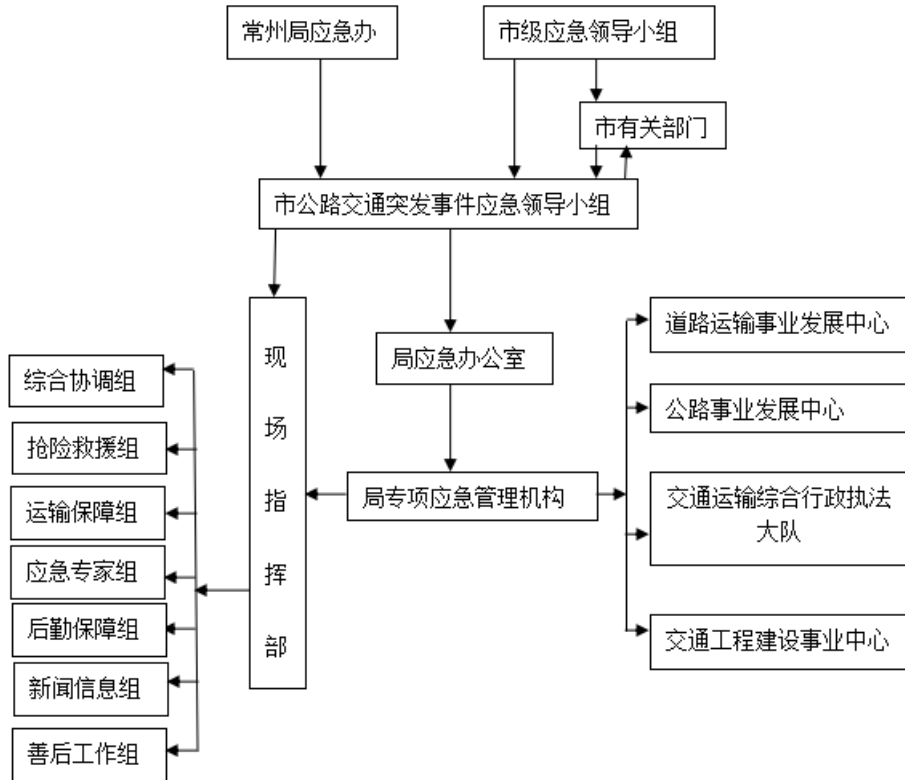 常州局应急办
市级应急领导小组
市有关部门
市公路交通突发事件应急领导小组
现
场
指
挥
部
局应急办公室
局专项应急管理机构
道路运输事业发展中心
公路事业发展中心
交通运输综合行政执法
大队
交通工程建设事业中心
综合协调组
抢险救援组
运输保障组
应急专家组
后勤保障组
新闻信息组
善后工作组